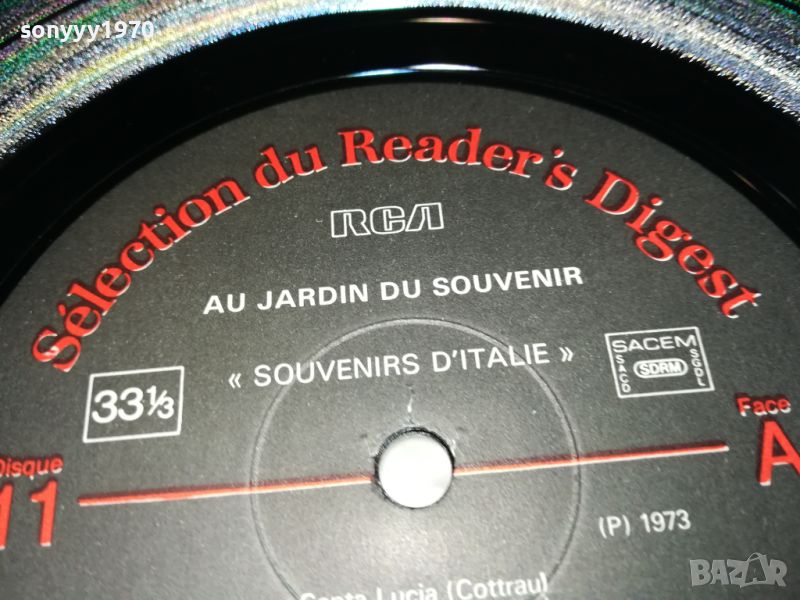 sonyyy1970
Sélection du Reader's Digest
RCA
AU JARDIN DU SOUVENIR
« SOUVENIRS D'ITALIE »
33⅓
SACEM
SACD
SDRM
SGDL
Disque
11
Face
A
(P) 1973
Santa Lucia (Cottrau)
BAZAR